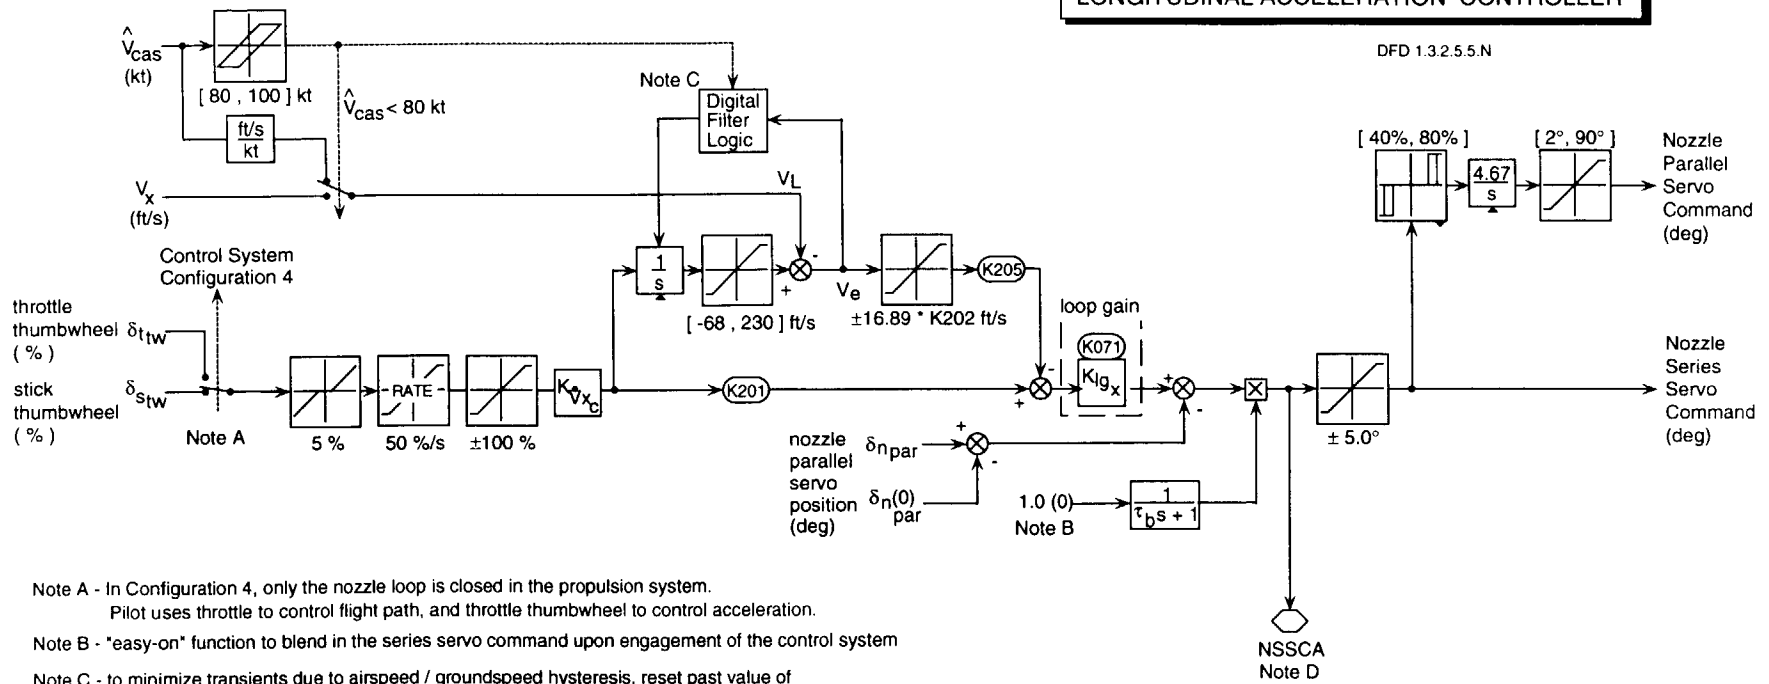 LONGITUDINAL ACCELERATION CONTROLLER
DFD 1.3.2.5.5.N
V̂cas
(kt)
[ 80 , 100 ] kt
V̂cas < 80 kt
ft/s
kt
Vx
(ft/s)
Note C
Digital
Filter
Logic
VL
Control System
Configuration 4
throttle
thumbwheel δttw
( % )
stick
thumbwheel δstw
( % )
Note A
5 %
RATE
50 %/s
±100 %
KV̇xC
1
s
[ -68 , 230 ] ft/s
+
-
Ve
±16.89 * K202 ft/s
K205
K201
loop gain
K071
Klgx
-
+
+
-
nozzle
parallel
servo
position
(deg)
δnpar
δn(0)par
+
-
1.0 (0)
Note B
1
τbs + 1
± 5.0°
[ 40%, 80% ]
4.67
s
[ 2°, 90° ]
Nozzle
Parallel
Servo
Command
(deg)
Nozzle
Series
Servo
Command
(deg)
NSSCA
Note D
Note A - In Configuration 4, only the nozzle loop is closed in the propulsion system.
Pilot uses throttle to control flight path, and throttle thumbwheel to control acceleration.
Note B - "easy-on" function to blend in the series servo command upon engagement of the control system
Note C - to minimize transients due to airspeed / groundspeed hysteresis, reset past value of